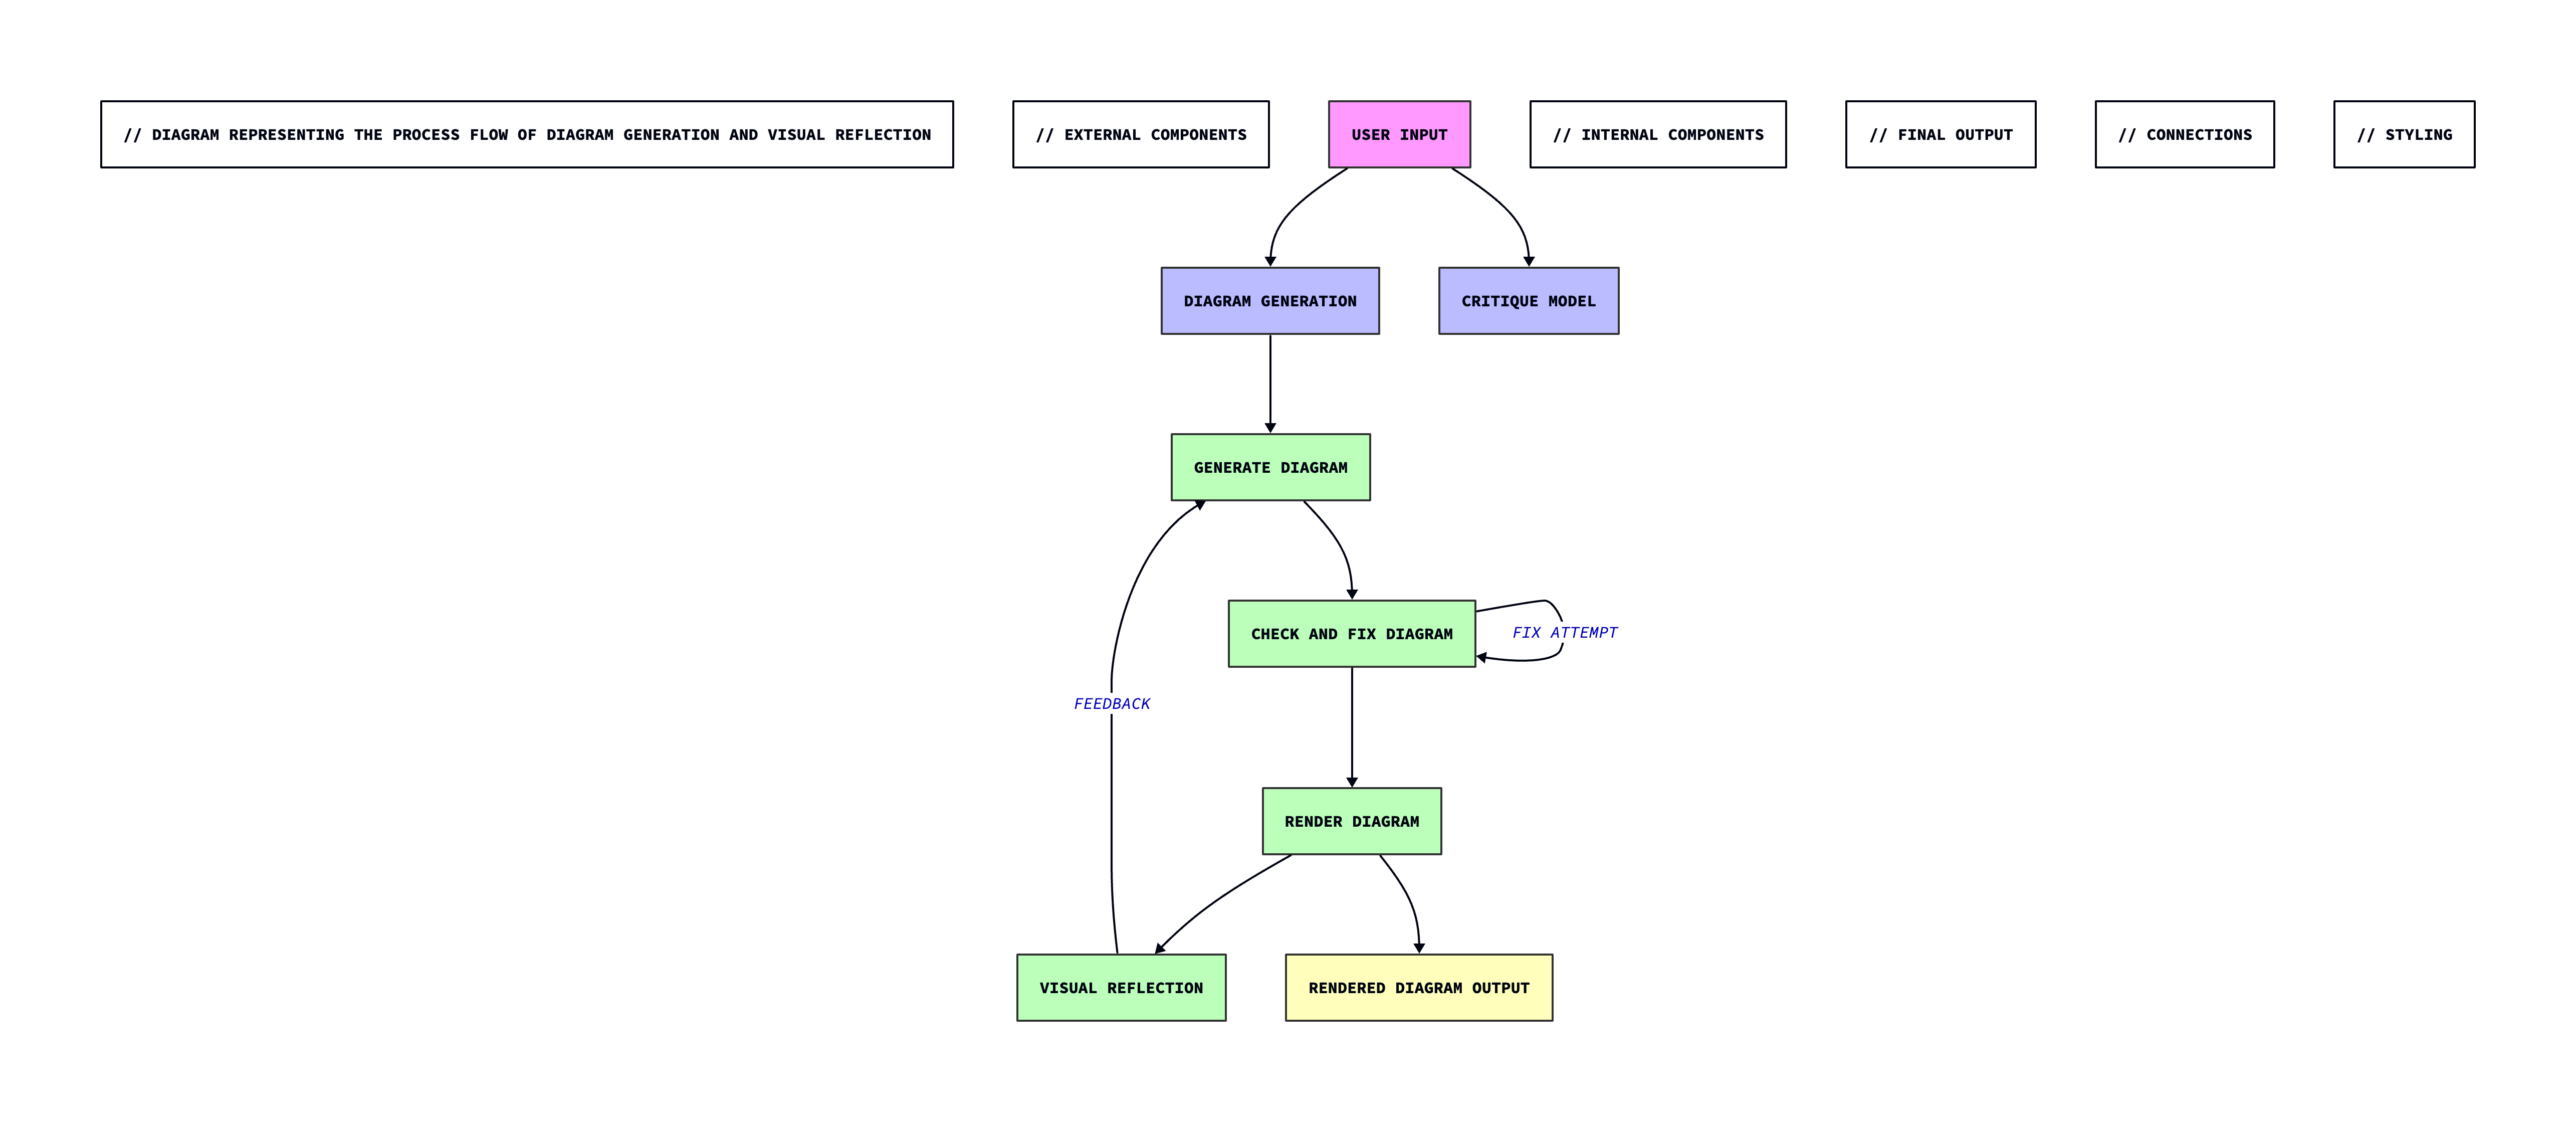 // DIAGRAM REPRESENTING THE PROCESS FLOW OF DIAGRAM GENERATION AND VISUAL REFLECTION
// EXTERNAL COMPONENTS
USER INPUT
// INTERNAL COMPONENTS
// FINAL OUTPUT
// CONNECTIONS
// STYLING
DIAGRAM GENERATION
CRITIQUE MODEL
GENERATE DIAGRAM
CHECK AND FIX DIAGRAM
FIX ATTEMPT
FEEDBACK
RENDER DIAGRAM
VISUAL REFLECTION
RENDERED DIAGRAM OUTPUT